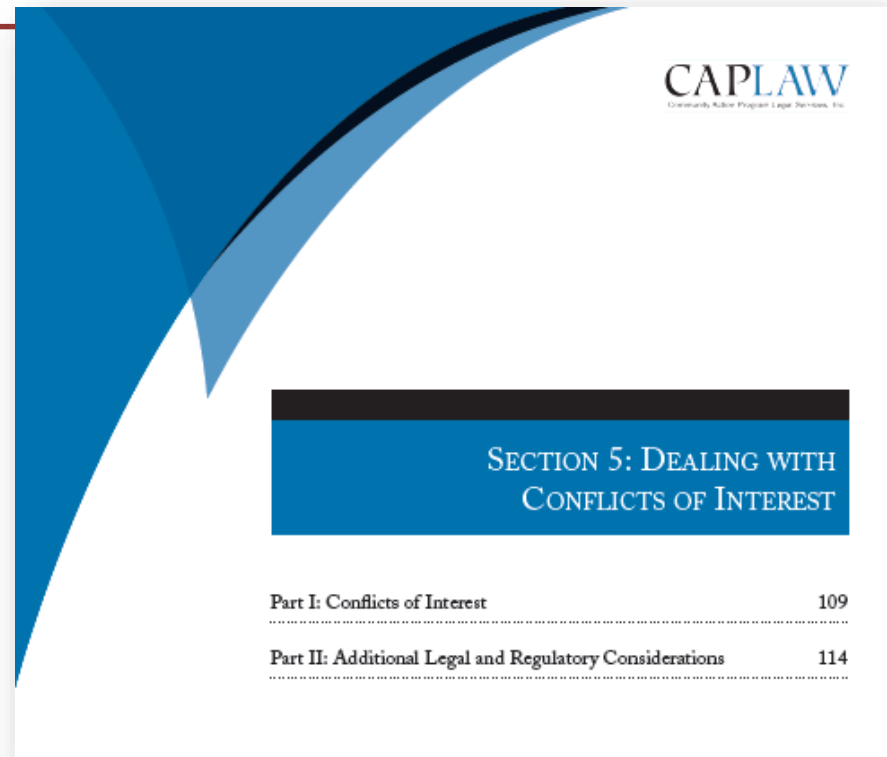 CAPLAW
Community Action Program Legal Services, Inc.
SECTION 5: DEALING WITH
CONFLICTS OF INTEREST
Part I: Conflicts of Interest 109
Part II: Additional Legal and Regulatory Considerations 114